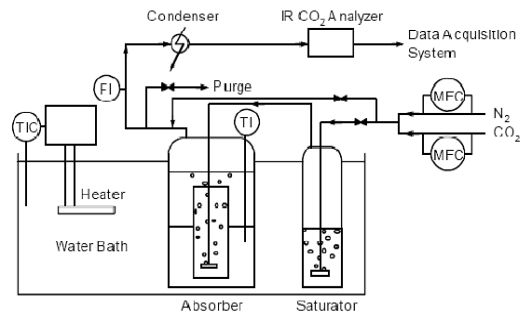 Condenser
IR CO₂ Analyzer
Data Acquisition
System
FI
Purge
MFC
TIC
TI
N₂
CO₂
MFC
Heater
Water Bath
Absorber
Saturator